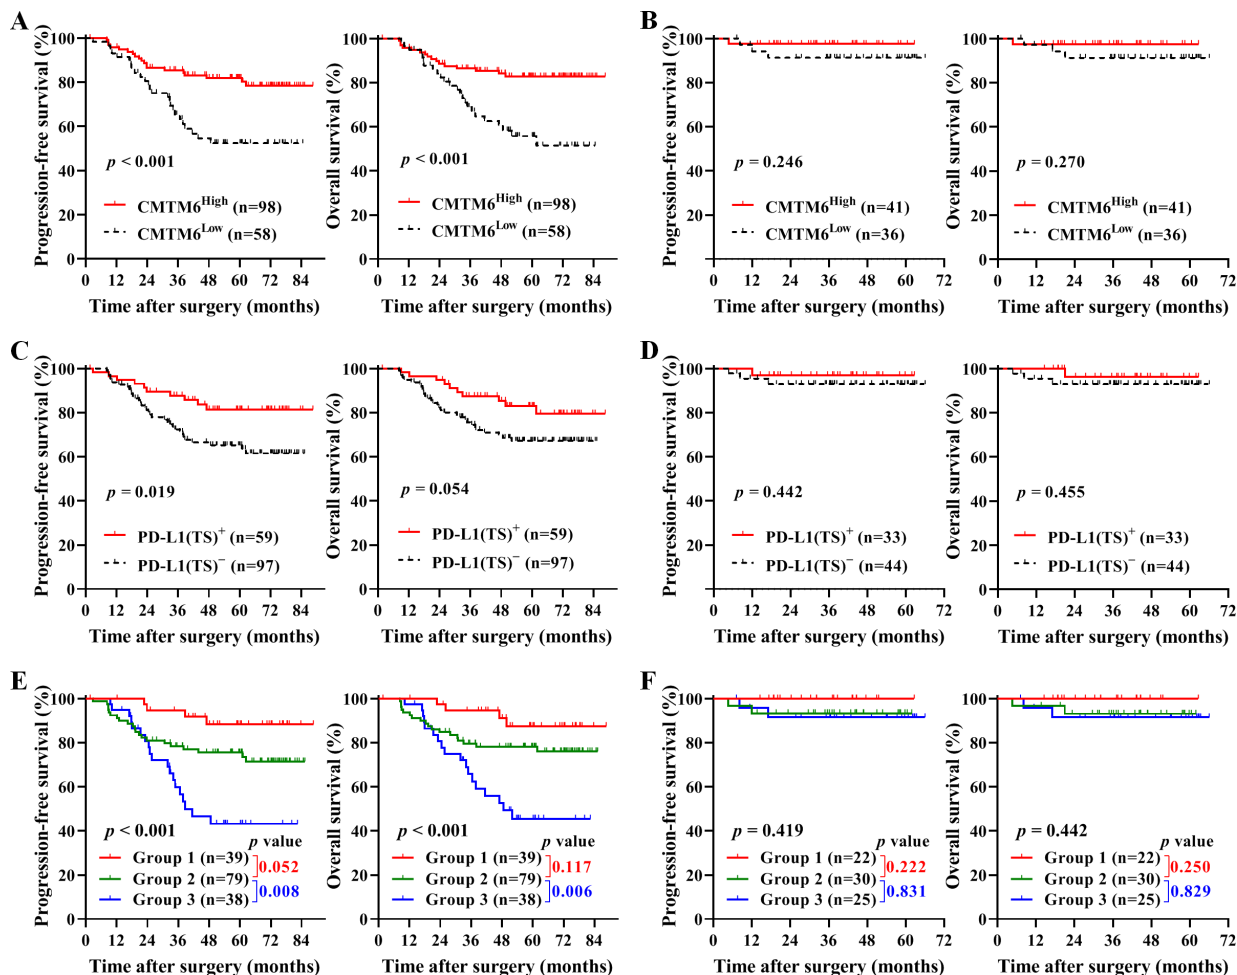 A
Progression-free survival (%)
100
80
60
40
20
0
p < 0.001
CMTM6High (n=98)
CMTM6Low (n=58)
0 12 24 36 48 60 72 84
Time after surgery (months)
Overall survival (%)
100
80
60
40
20
0
p < 0.001
CMTM6High (n=98)
CMTM6Low (n=58)
0 12 24 36 48 60 72 84
Time after surgery (months)
B
Progression-free survival (%)
100
80
60
40
20
0
p = 0.246
CMTM6High (n=41)
CMTM6Low (n=36)
0 12 24 36 48 60 72
Time after surgery (months)
Overall survival (%)
100
80
60
40
20
0
p = 0.270
CMTM6High (n=41)
CMTM6Low (n=36)
0 12 24 36 48 60 72
Time after surgery (months)
C
Progression-free survival (%)
100
80
60
40
20
0
p = 0.019
PD-L1(TS)+ (n=59)
PD-L1(TS)− (n=97)
0 12 24 36 48 60 72 84
Time after surgery (months)
Overall survival (%)
100
80
60
40
20
0
p = 0.054
PD-L1(TS)+ (n=59)
PD-L1(TS)− (n=97)
0 12 24 36 48 60 72 84
Time after surgery (months)
D
Progression-free survival (%)
100
80
60
40
20
0
p = 0.442
PD-L1(TS)+ (n=33)
PD-L1(TS)− (n=44)
0 12 24 36 48 60 72
Time after surgery (months)
Overall survival (%)
100
80
60
40
20
0
p = 0.455
PD-L1(TS)+ (n=33)
PD-L1(TS)− (n=44)
0 12 24 36 48 60 72
Time after surgery (months)
E
Progression-free survival (%)
100
80
60
40
20
0
p < 0.001
p value
Group 1 (n=39)
0.052
Group 2 (n=79)
0.008
Group 3 (n=38)
0 12 24 36 48 60 72 84
Time after surgery (months)
Overall survival (%)
100
80
60
40
20
0
p < 0.001
p value
Group 1 (n=39)
0.117
Group 2 (n=79)
0.006
Group 3 (n=38)
0 12 24 36 48 60 72 84
Time after surgery (months)
F
Progression-free survival (%)
100
80
60
40
20
0
p = 0.419
p value
Group 1 (n=22)
0.222
Group 2 (n=30)
0.831
Group 3 (n=25)
0 12 24 36 48 60 72
Time after surgery (months)
Overall survival (%)
100
80
60
40
20
0
p = 0.442
p value
Group 1 (n=22)
0.250
Group 2 (n=30)
0.829
Group 3 (n=25)
0 12 24 36 48 60 72
Time after surgery (months)